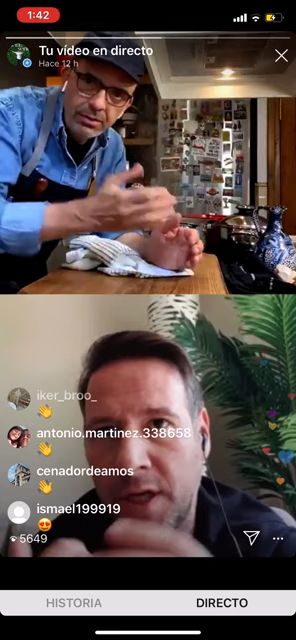 1:42
Tu vídeo en directo
Hace 12 h
iker_broo_
antonio.martinez.338658
cenadordeamos
ismael199919
5649
HISTORIA
DIRECTO